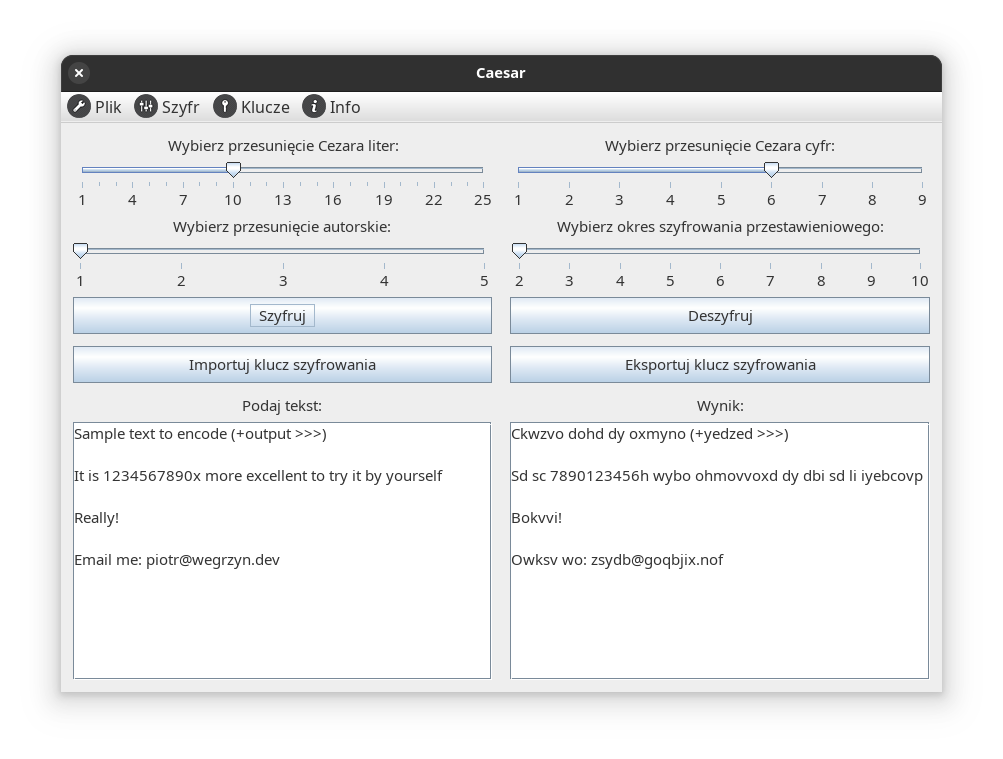 Caesar
Plik Szyfr Klucze Info
Wybierz przesunięcie Cezara liter:
1 4 7 10 13 16 19 22 25
Wybierz przesunięcie Cezara cyfr:
1 2 3 4 5 6 7 8 9
Wybierz przesunięcie autorskie:
1 2 3 4 5
Wybierz okres szyfrowania przestawieniowego:
2 3 4 5 6 7 8 9 10
Szyfruj
Deszyfruj
Importuj klucz szyfrowania
Eksportuj klucz szyfrowania
Podaj tekst:
Sample text to encode (+output >>>)
It is 1234567890x more excellent to try it by yourself
Really!
Email me: piotr@wegrzyn.dev
Wynik:
Ckwzvo dohd dy oxmyno (+yedzed >>>)
Sd sc 7890123456h wybo ohmovvoxd dy dbi sd li iyebcovp
Bokvvi!
Owksv wo: zsydb@goqbjix.nof